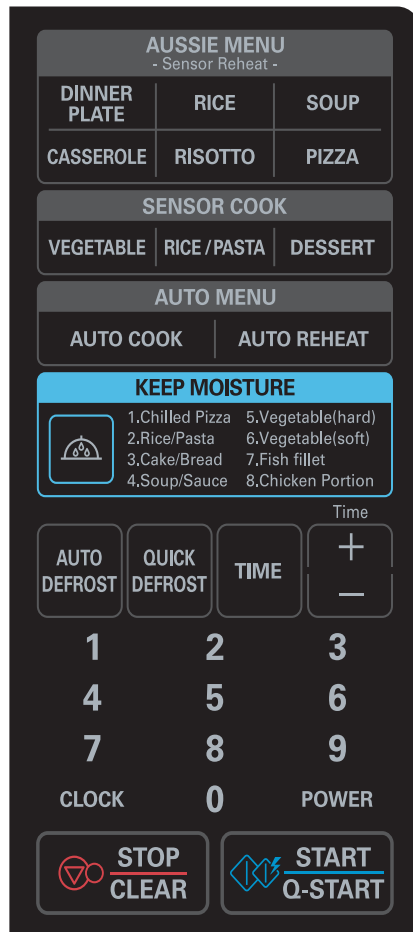 AUSSIE MENU
- Sensor Reheat -
DINNER PLATE
RICE
SOUP
CASSEROLE
RISOTTO
PIZZA
SENSOR COOK
VEGETABLE
RICE / PASTA
DESSERT
AUTO MENU
AUTO COOK
AUTO REHEAT
KEEP MOISTURE
1.Chilled Pizza
2.Rice/Pasta
3.Cake/Bread
4.Soup/Sauce
5.Vegetable(hard)
6.Vegetable(soft)
7.Fish fillet
8.Chicken Portion
AUTO
DEFROST
QUICK
DEFROST
TIME
Time
+
–
1 2 3
4 5 6
7 8 9
CLOCK 0 POWER
STOP
CLEAR
START
Q-START